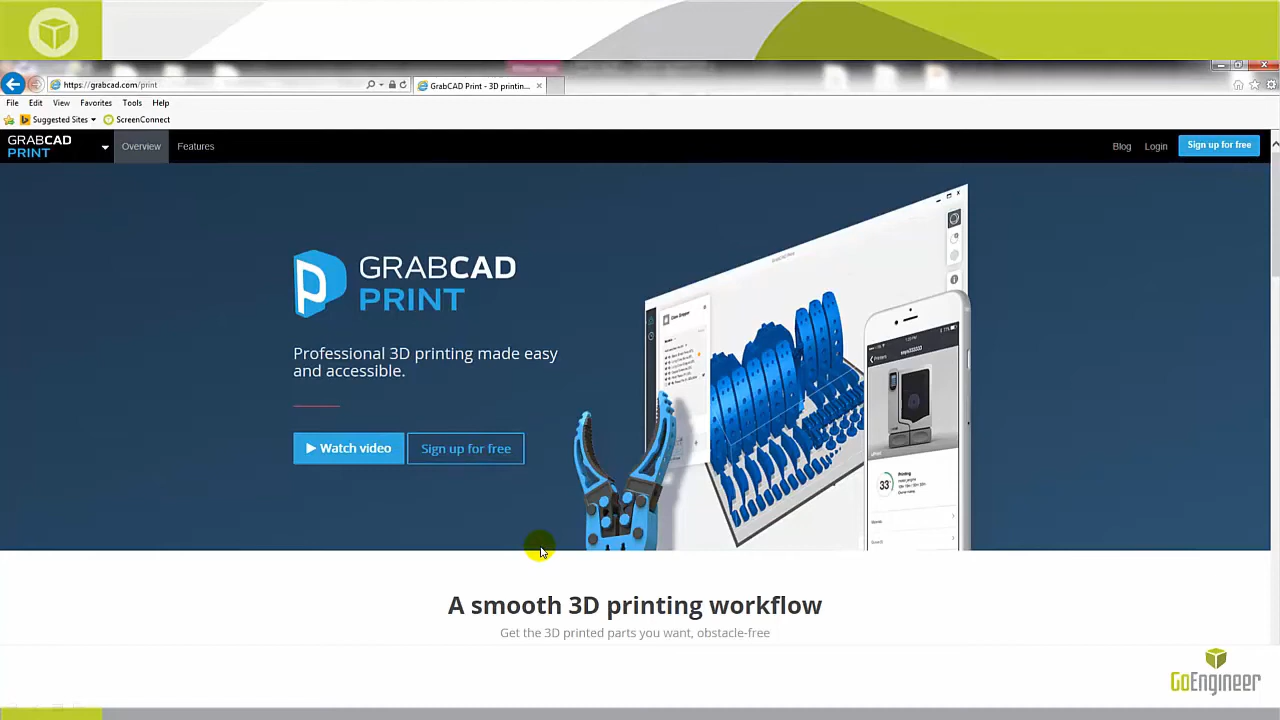 https://grabcad.com/print
GrabCAD Print - 3D printin...
File Edit View Favorites Tools Help
Suggested Sites ScreenConnect
GRABCAD
PRINT
Overview Features Blog Login Sign up for free
GRABCAD
PRINT
Professional 3D printing made easy
and accessible.
Watch video Sign up for free
Printers
Printing
33
A smooth 3D printing workflow
Get the 3D printed parts you want, obstacle-free
GoEngineer